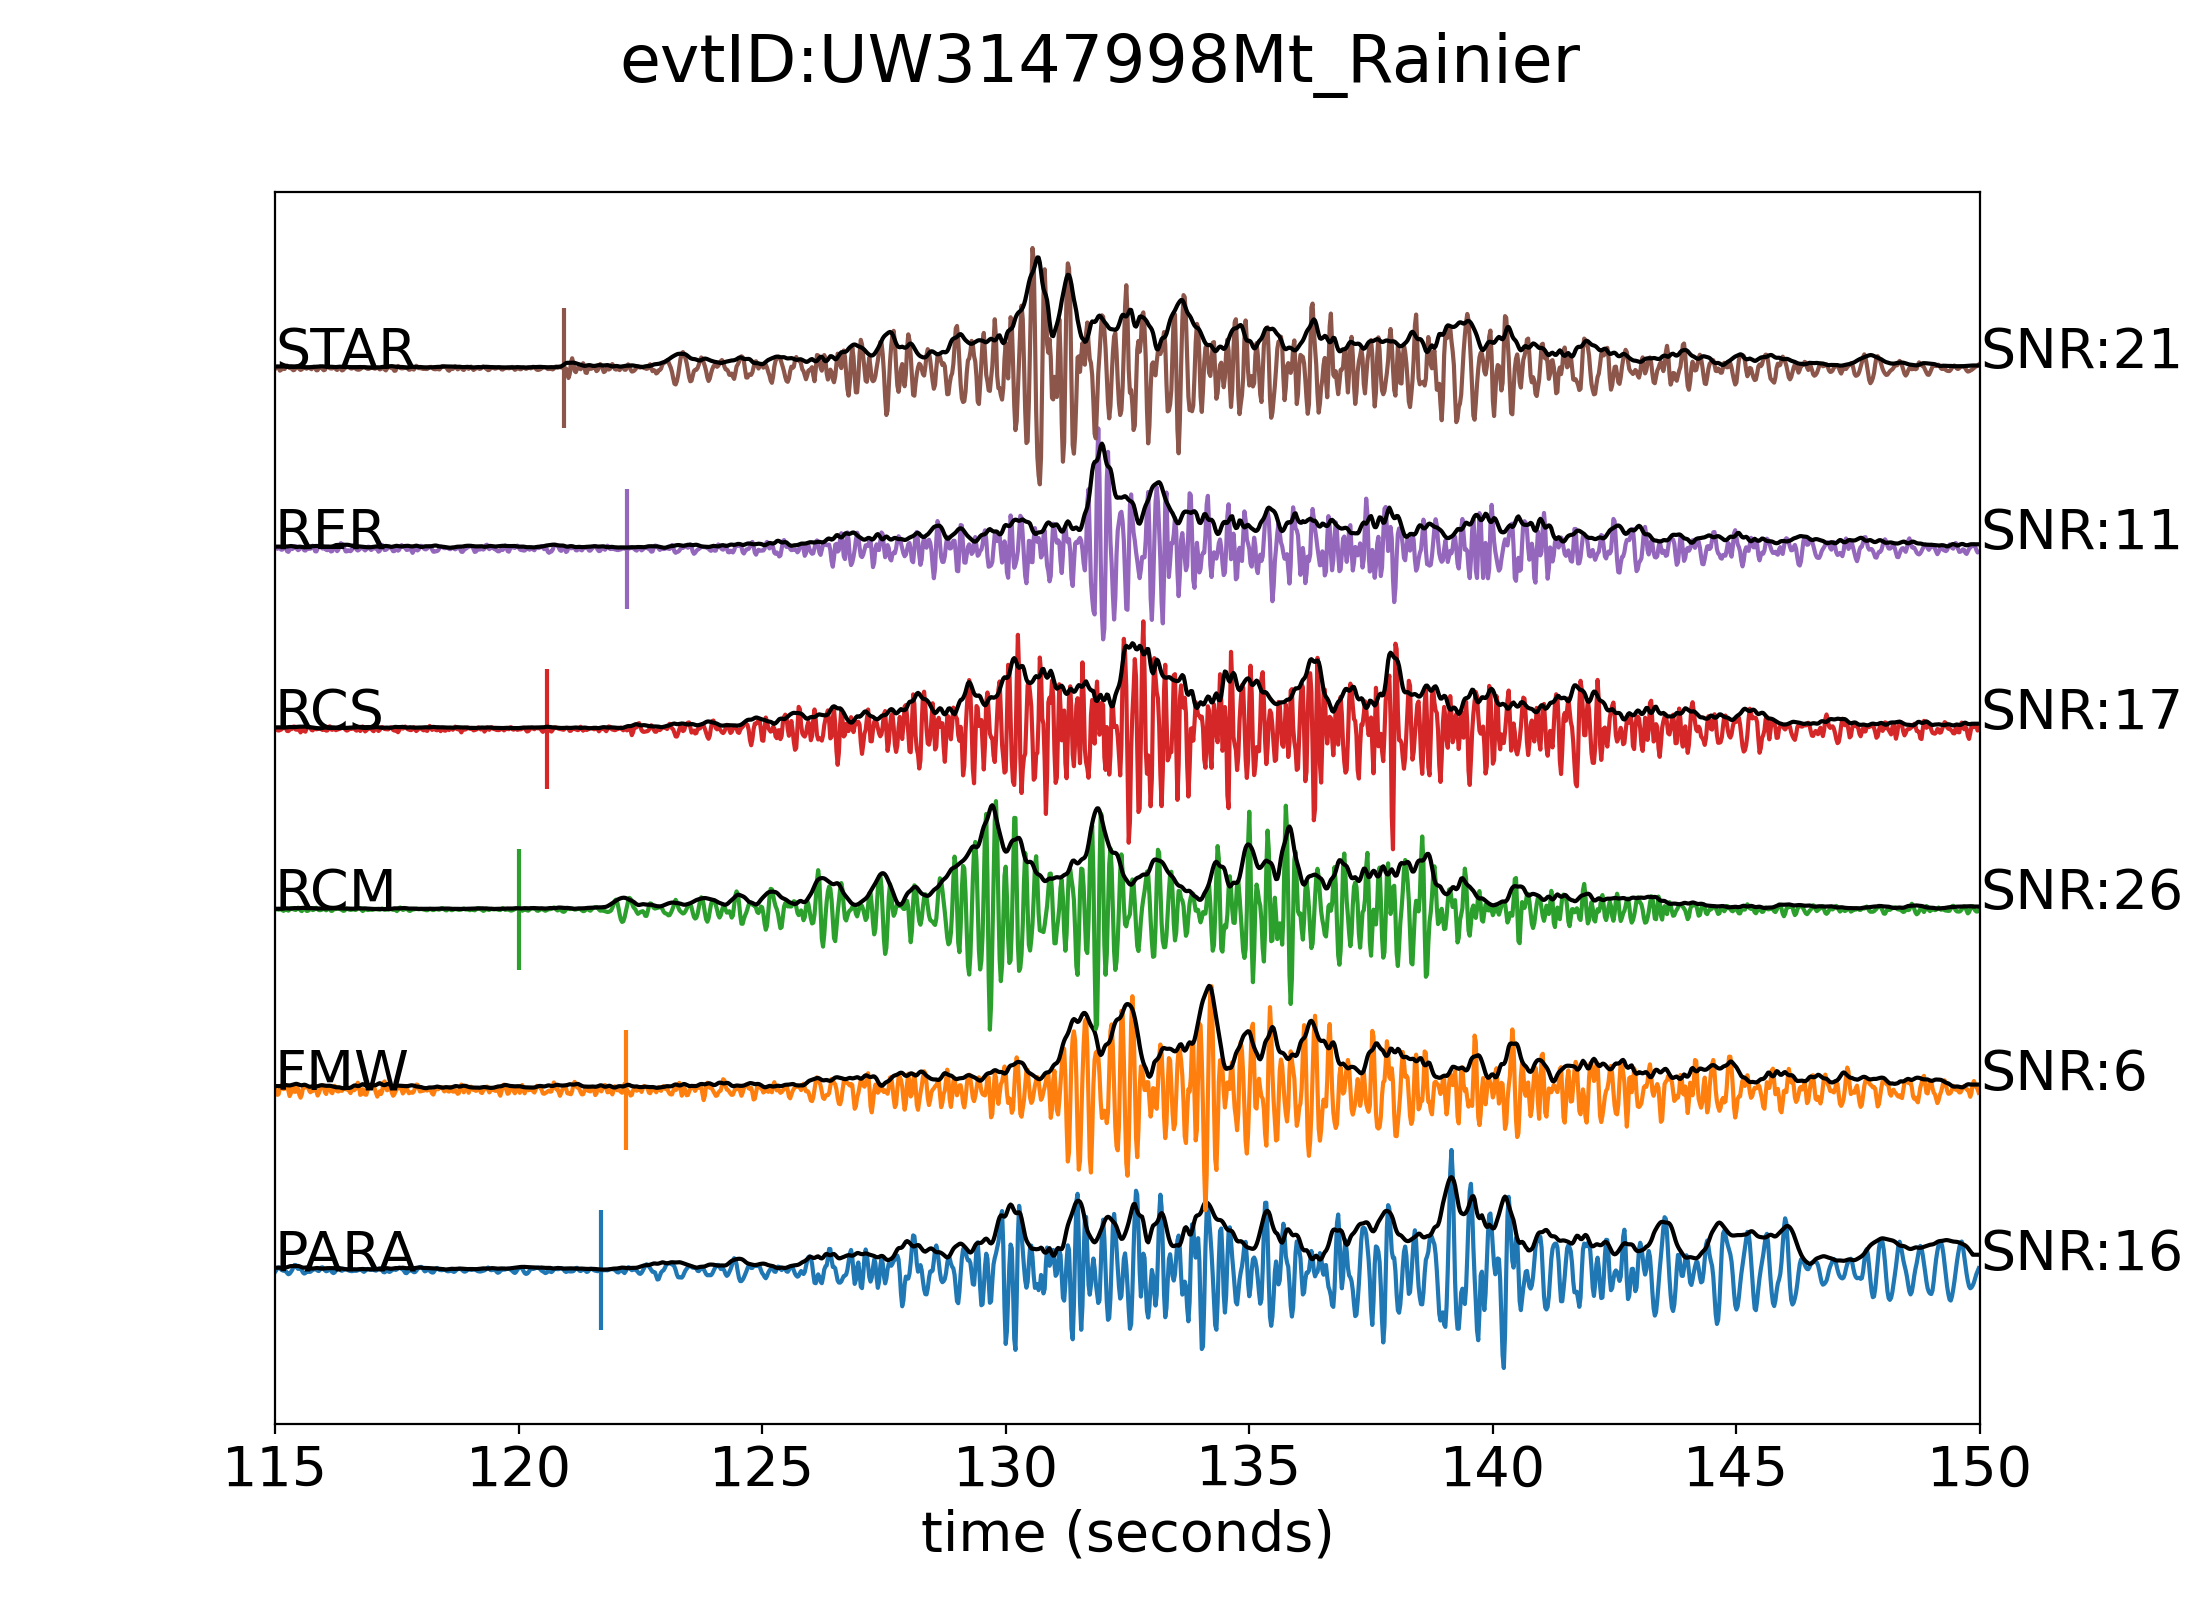 evtID:UW3147998Mt_Rainier
STAR SNR:21
RER SNR:11
RCS SNR:17
RCM SNR:26
FMW SNR:6
PARA SNR:16
115 120 125 130 135 140 145 150
time (seconds)